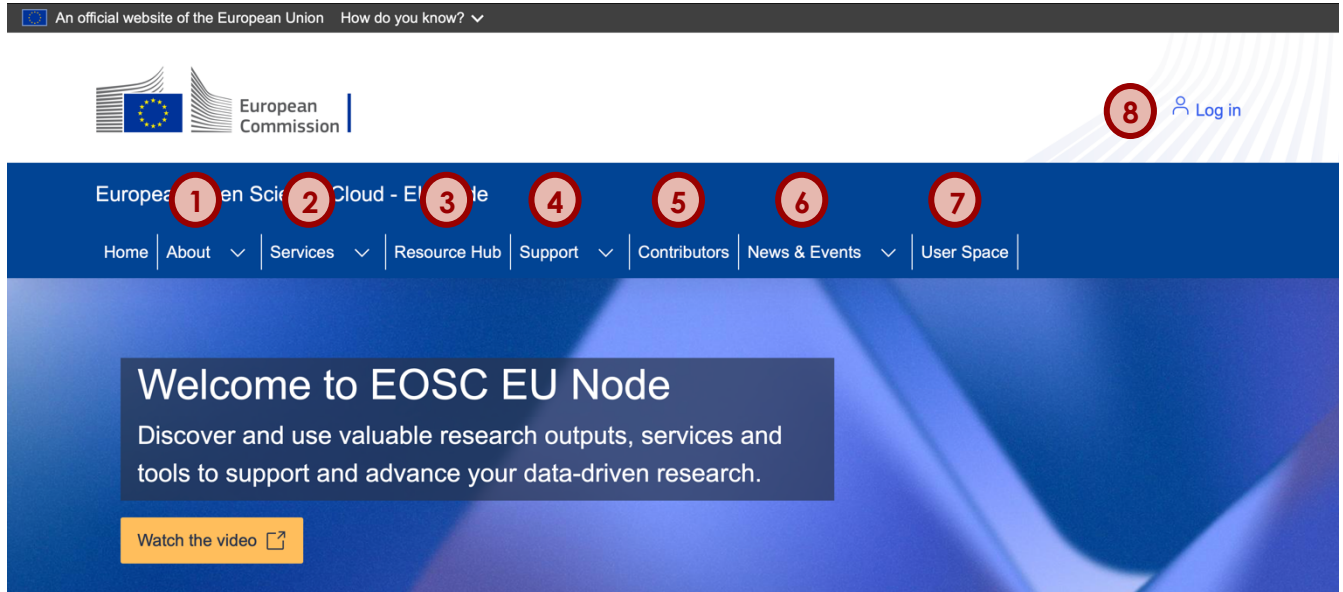 An official website of the European Union How do you know?
European
Commission
8 Log in
1 2 3 4 5 6 7
Cloud
Home About Services Resource Hub Support Contributors News & Events User Space
Welcome to EOSC EU Node
Discover and use valuable research outputs, services and
tools to support and advance your data-driven research.
Watch the video